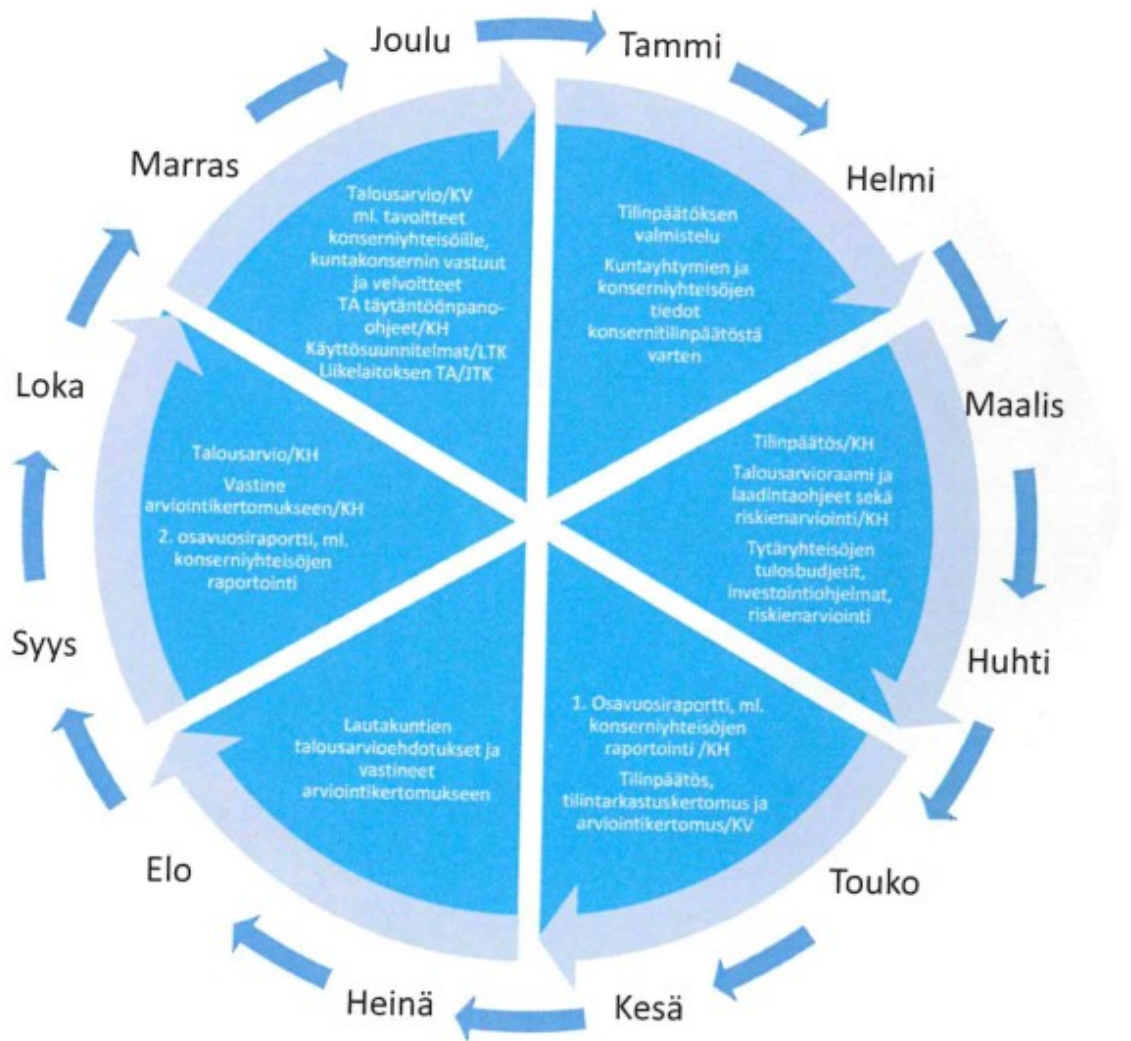 Joulu
Tammi
Helmi
Maalis
Huhti
Touko
Kesä
Heinä
Elo
Syys
Loka
Marras
Tilinpäätöksen
valmistelu
Kuntayhtymien ja
konserniyhteisöjen
tiedot
konsernitilinpäätöstä
varten
Tilinpäätös/KH
Talousarvioraami ja
laadintaohjeet sekä
riskienarviointi/KH
Tytäryhteisöjen
tulosbudjetit,
investointiohjelmat,
riskienarviointi
1. Osavuosiraportti, ml.
konserniyhteisöjen
raportointi /KH
Tilinpäätös,
tilintarkastuskertomus ja
arviointikertomus/KV
Lautakuntien
talousarvioehdotukset ja
vastineet
arviointikertomukseen
Talousarvio/KH
Vastine
arviointikertomukseen/KH
2. osavuosiraportti, ml.
konserniyhteisöjen
raportointi
Talousarvio/KV
ml. tavoitteet
konserniyhteisöille,
kuntakonsernin vastuut
ja velvoitteet
TA täytäntöönpano-
ohjeet/KH
Käyttösuunnitelmat/LTK
Liikelaitoksen TA/JTK